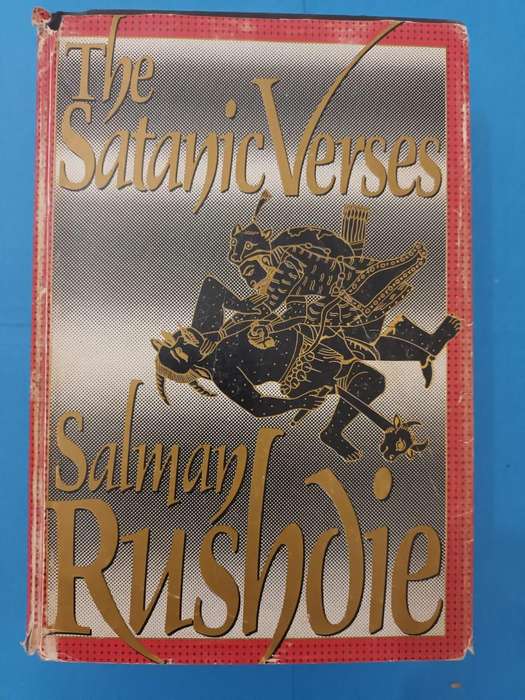 The
Satanic Verses
Salman
Rushdie